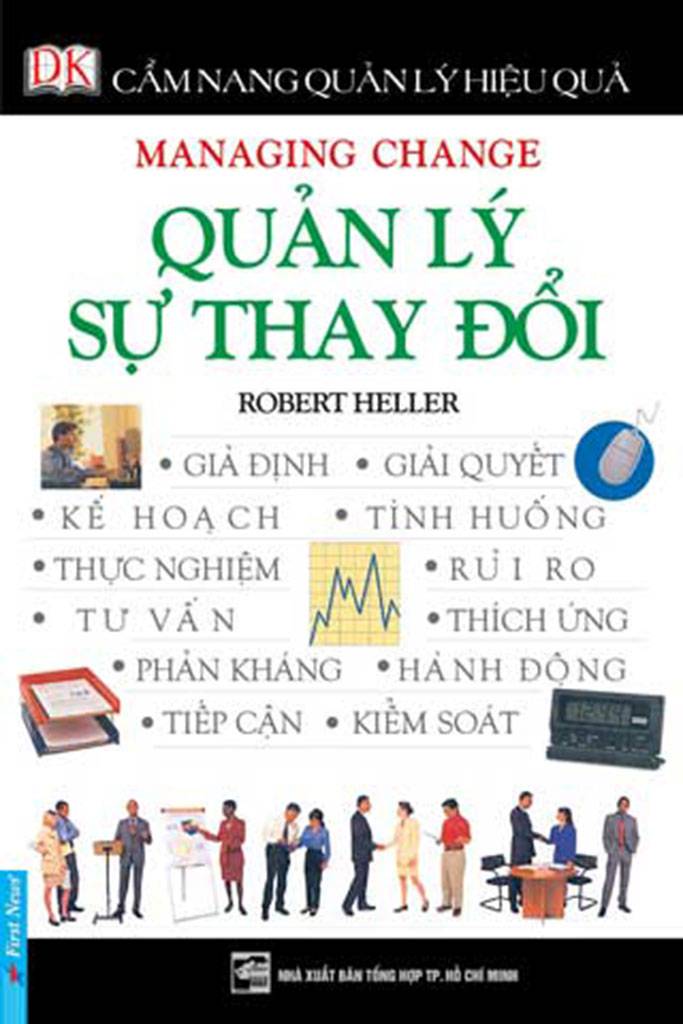 DK CẨM NANG QUẢN LÝ HIỆU QUẢ
MANAGING CHANGE
QUẢN LÝ
SỰ THAY ĐỔI
ROBERT HELLER
• GIẢ ĐỊNH • GIẢI QUYẾT
• KẾ HOẠCH • TÌNH HUỐNG
• THỰC NGHIỆM • RỦI RO
• TƯ VẤN • THÍCH ỨNG
• PHẢN KHÁNG • HÀNH ĐỘNG
• TIẾP CẬN • KIỂM SOÁT
First News
NHÀ XUẤT BẢN TỔNG HỢP TP. HỒ CHÍ MINH